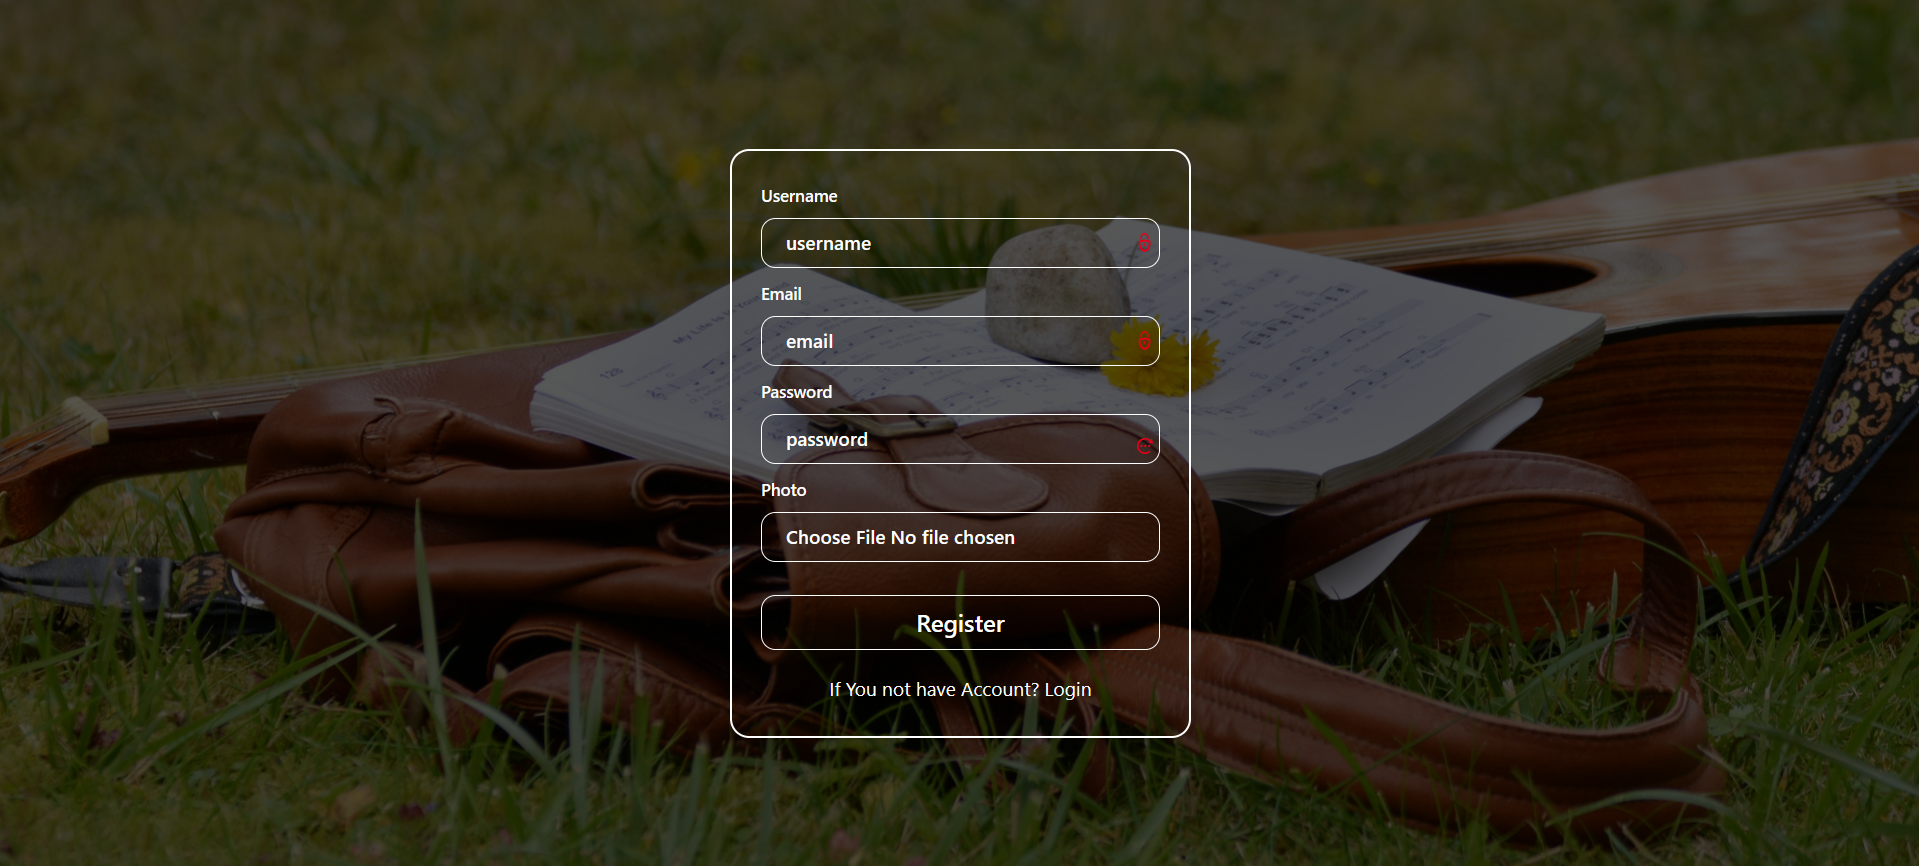 Username
username
Email
email
Password
password
Photo
Choose File No file chosen
Register
If You not have Account? Login
128